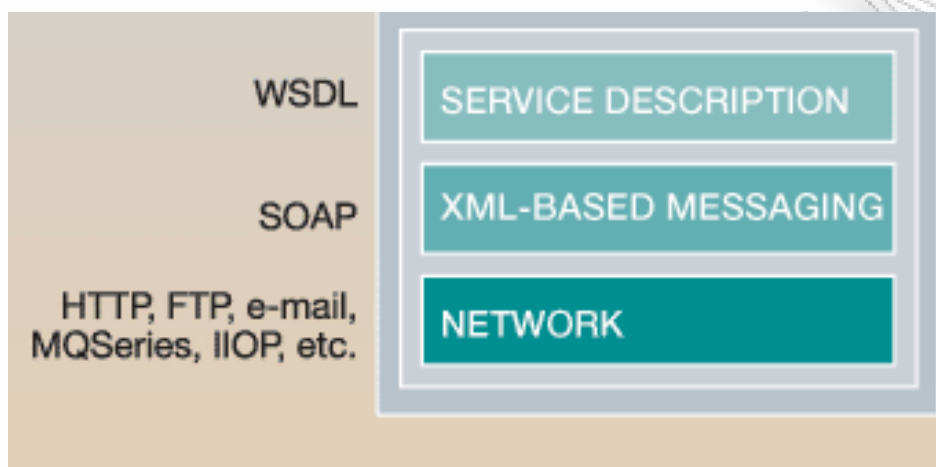 WSDL
SERVICE DESCRIPTION
SOAP
XML-BASED MESSAGING
HTTP, FTP, e-mail,
MQSeries, IIOP, etc.
NETWORK